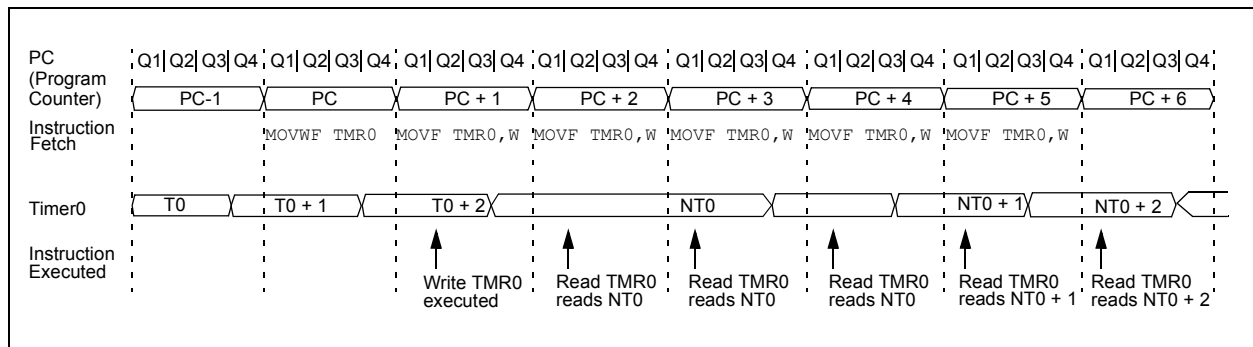 PC (Program Counter)
Q1 Q2 Q3 Q4 Q1 Q2 Q3 Q4 Q1 Q2 Q3 Q4 Q1 Q2 Q3 Q4 Q1 Q2 Q3 Q4 Q1 Q2 Q3 Q4 Q1 Q2 Q3 Q4 Q1 Q2 Q3 Q4
PC-1 PC PC + 1 PC + 2 PC + 3 PC + 4 PC + 5 PC + 6
Instruction Fetch
MOVWF TMR0 MOVF TMR0,W MOVF TMR0,W MOVF TMR0,W MOVF TMR0,W MOVF TMR0,W
Timer0 T0 T0 + 1 T0 + 2 NT0 NT0 + 1 NT0 + 2
Instruction Executed
Write TMR0 executed
Read TMR0 reads NT0
Read TMR0 reads NT0
Read TMR0 reads NT0
Read TMR0 reads NT0 + 1
Read TMR0 reads NT0 + 2